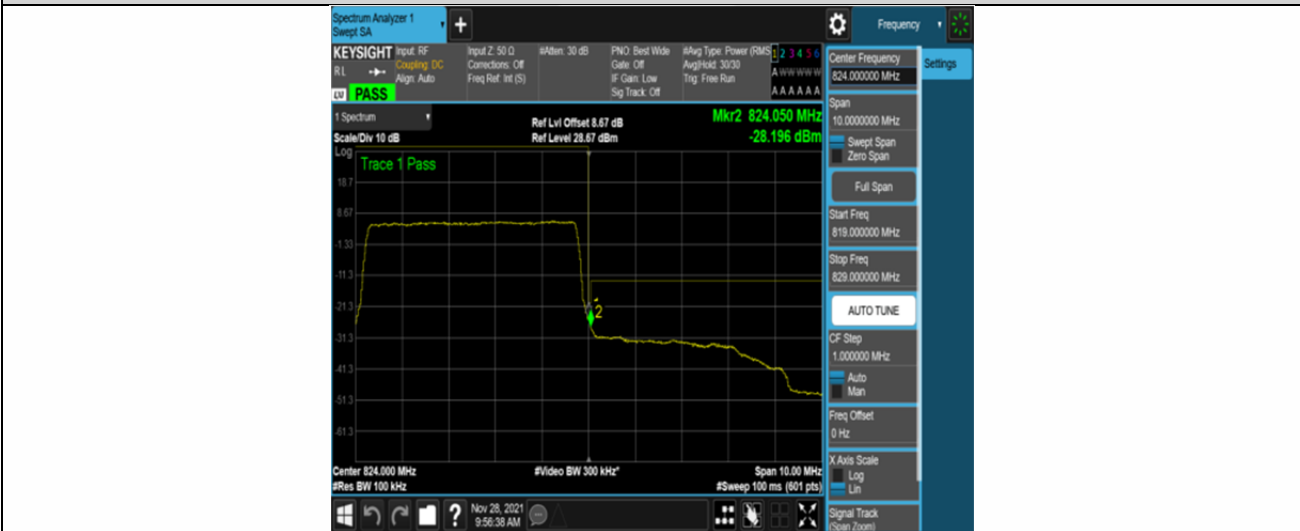 Spectrum Analyzer 1
Swept SA
+
Frequency
KEYSIGHT
RL
LXI PASS
Input: RF
Coupling: DC
Align: Auto
Input Z: 50 Ω
Corrections: Off
Freq Ref: Int (S)
#Atten: 30 dB
PNO: Best Wide
Gate: Off
IF Gain: Low
Sig Track: Off
#Avg Type: Power (RMS
Avg|Hold: 30/30
Trig: Free Run
1 2 3 4 5 6
A W W W W W
A A A A A A
1 Spectrum
Scale/Div 10 dB
Ref Lvl Offset 8.67 dB
Ref Level 28.67 dBm
Mkr2 824.050 MHz
-28.196 dBm
Log
Trace 1 Pass
18.7
8.67
-1.33
-11.3
-21.3
-31.3
-41.3
-51.3
-61.3
2
Center 824.000 MHz
#Res BW 100 kHz
#Video BW 300 kHz*
Span 10.00 MHz
#Sweep 100 ms (601 pts)
?
Nov 28, 2021
9:56:38 AM
Center Frequency
824.000000 MHz
Settings
Span
10.0000000 MHz
Swept Span
Zero Span
Full Span
Start Freq
819.000000 MHz
Stop Freq
829.000000 MHz
AUTO TUNE
CF Step
1.000000 MHz
Auto
Man
Freq Offset
0 Hz
X Axis Scale
Log
Lin
Signal Track
(Span Zoom)